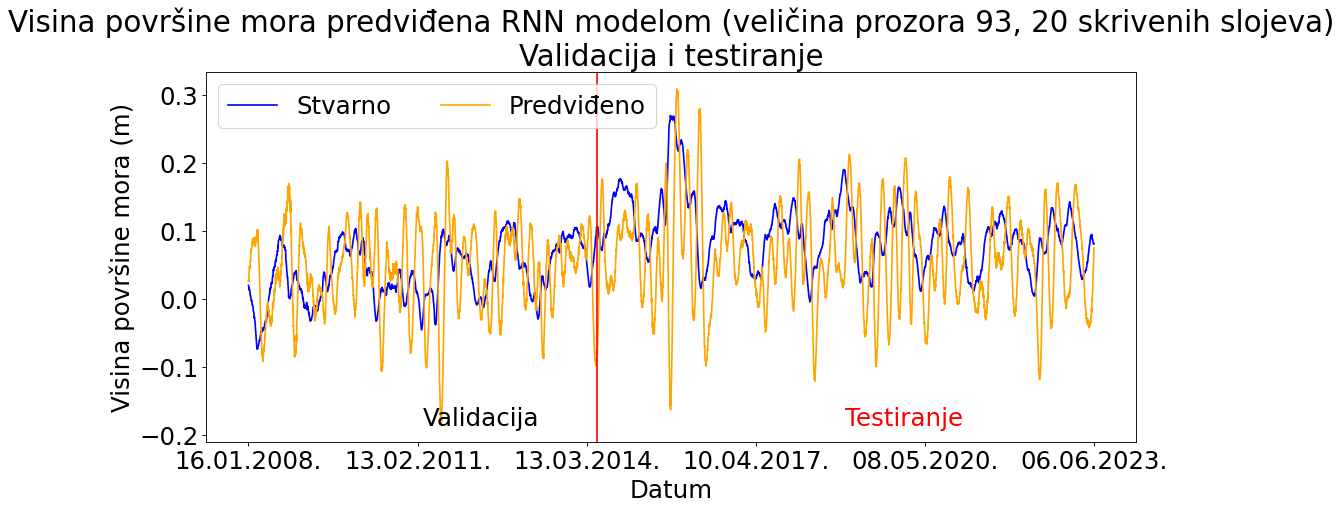 Visina površine mora predviđena RNN modelom (veličina prozora 93, 20 skrivenih slojeva)
Validacija i testiranje
Stvarno Predviđeno
Visina površine mora (m)
0.3
0.2
0.1
0.0
−0.1
−0.2
Validacija Testiranje
16.01.2008. 13.02.2011. 13.03.2014. 10.04.2017. 08.05.2020. 06.06.2023.
Datum